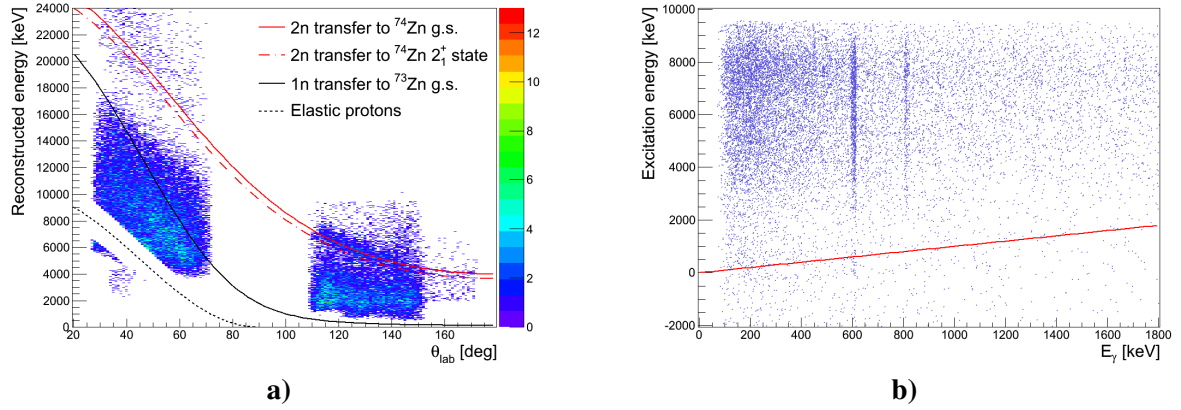 Reconstructed energy [keV]
24000
22000
20000
18000
16000
14000
12000
10000
8000
6000
4000
2000
0
2n transfer to ⁷⁴Zn g.s.
2n transfer to ⁷⁴Zn 2₁⁺ state
1n transfer to ⁷³Zn g.s.
Elastic protons
12
10
8
6
4
2
0
20 40 60 80 100 120 140 160
θlab [deg]
a)
Excitation energy [keV]
10000
8000
6000
4000
2000
0
-2000
0 200 400 600 800 1000 1200 1400 1600 1800
Eγ [keV]
b)